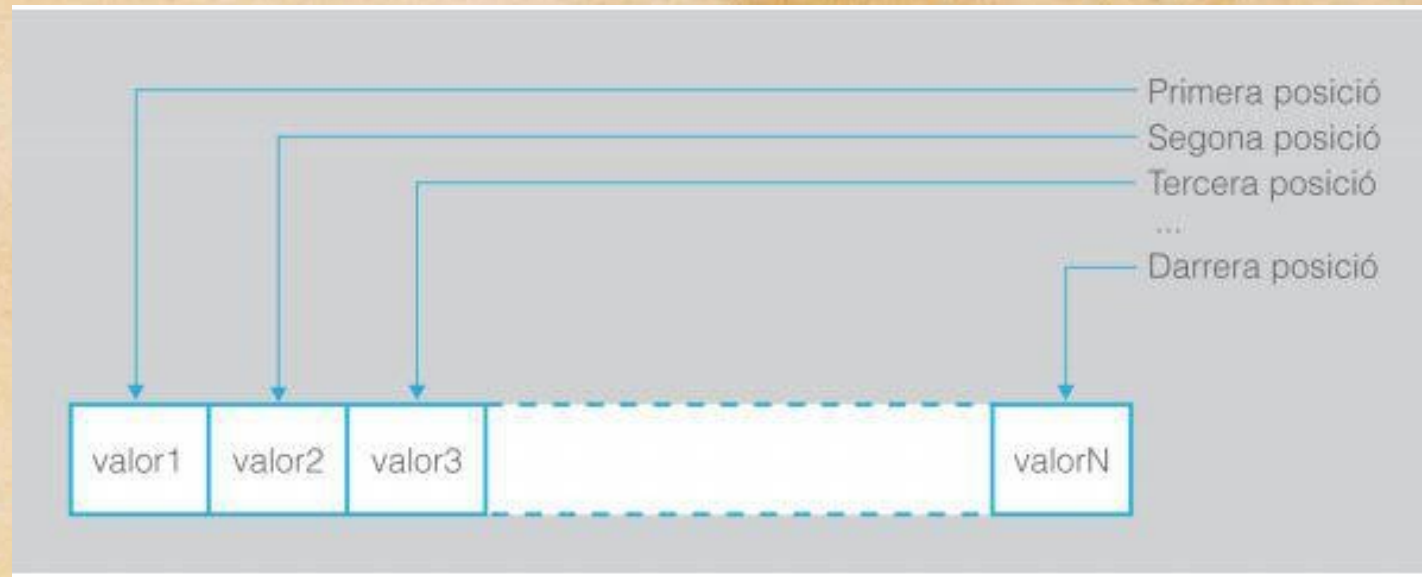 Primera posició
Segona posició
Tercera posició
...
Darrera posició
valor1 valor2 valor3 valorN